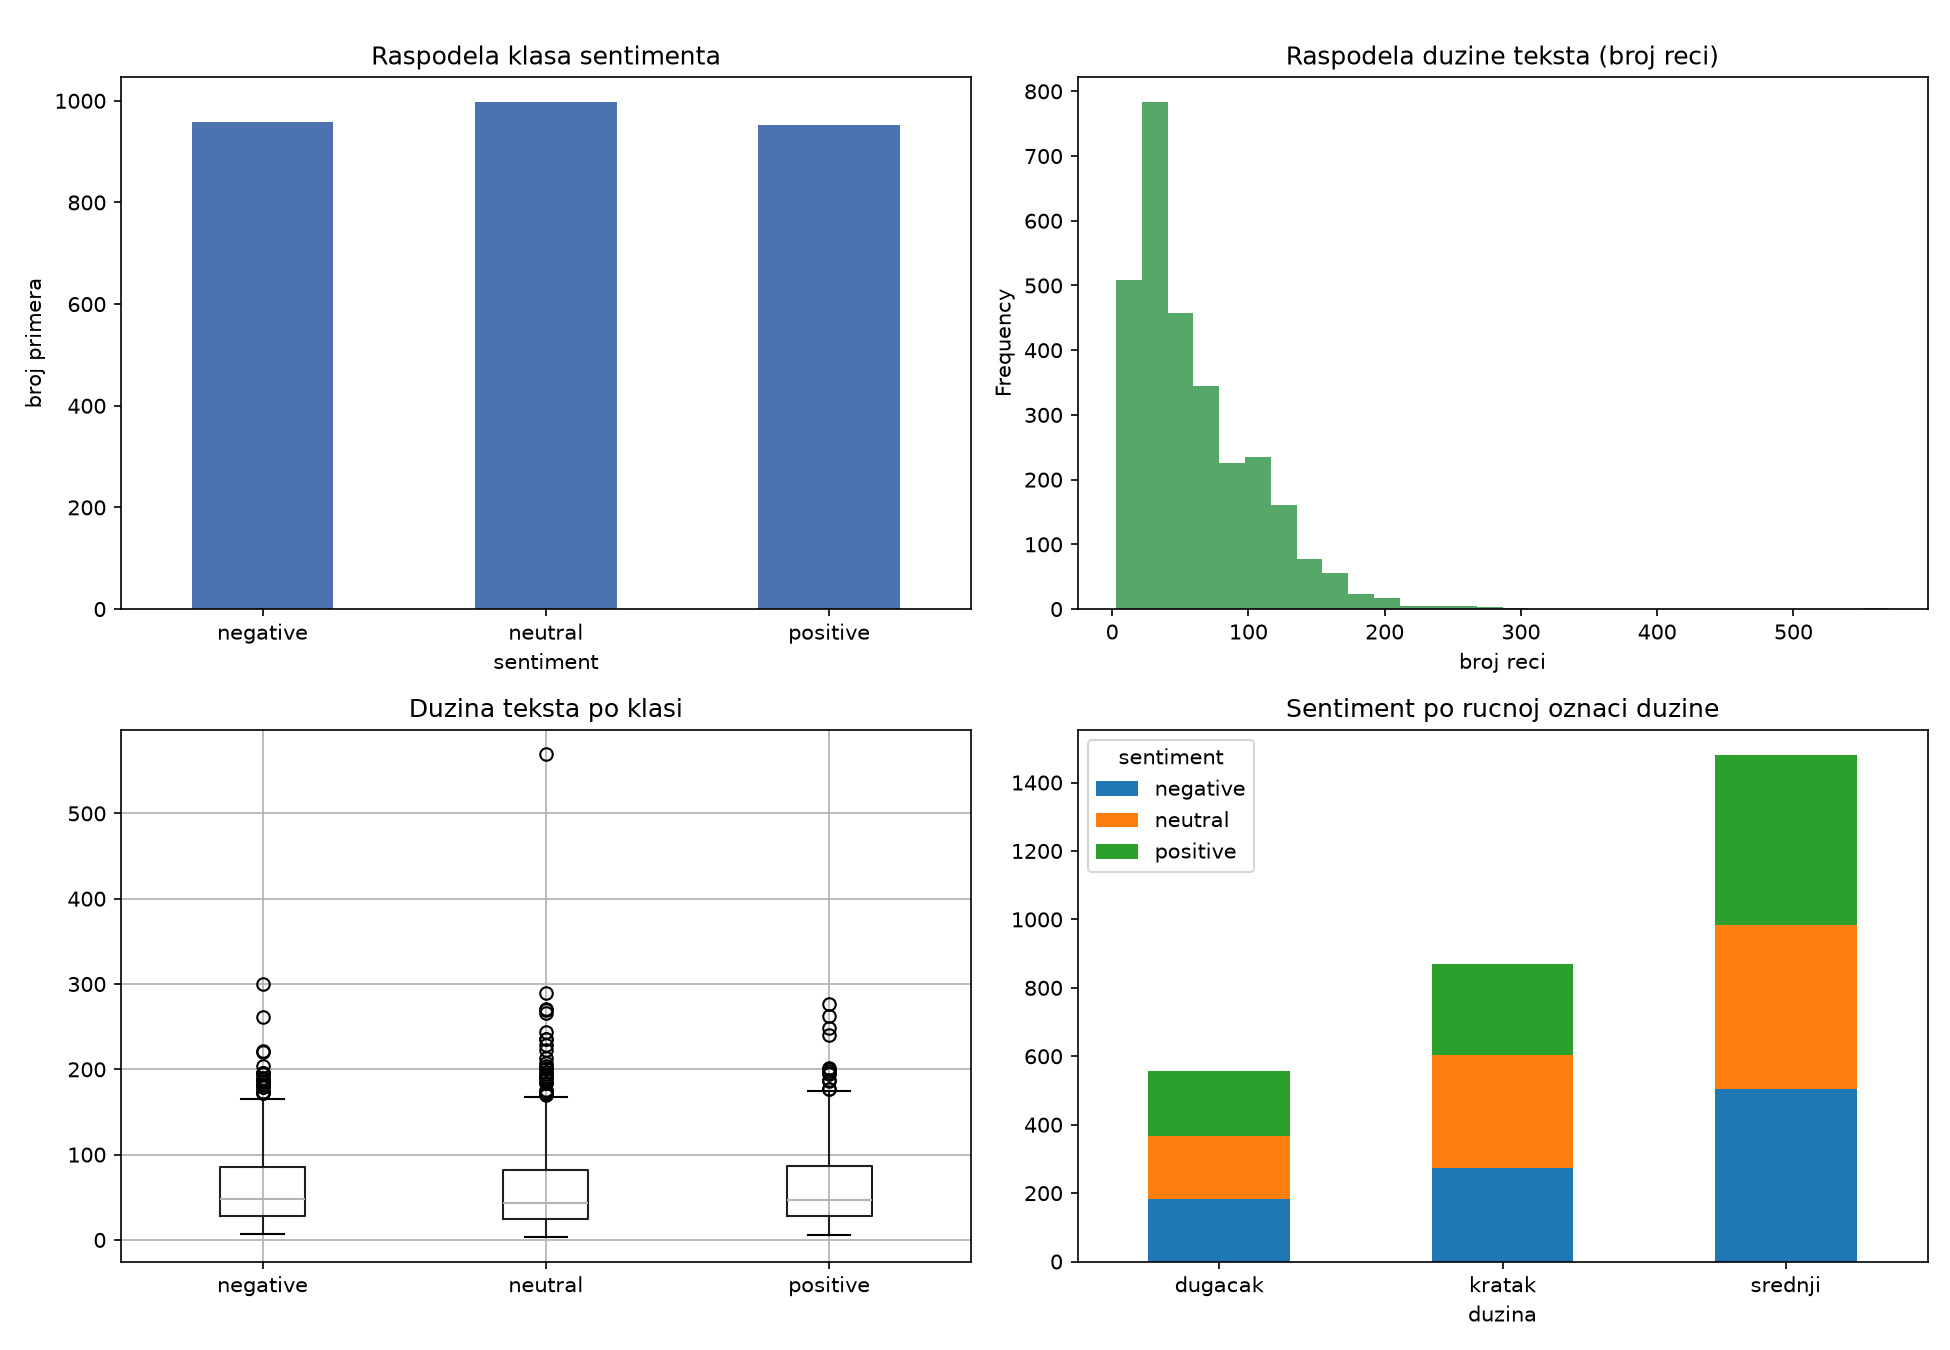 Raspodela klasa sentimenta
1000
800
600
400
200
0
broj primera
negative neutral positive
sentiment
Raspodela duzine teksta (broj reci)
800
700
600
500
400
300
200
100
0
Frequency
0 100 200 300 400 500
broj reci
Duzina teksta po klasi
500
400
300
200
100
0
negative neutral positive
Sentiment po rucnoj oznaci duzine
sentiment
negative
neutral
positive
1400
1200
1000
800
600
400
200
0
dugacak kratak srednji
duzina